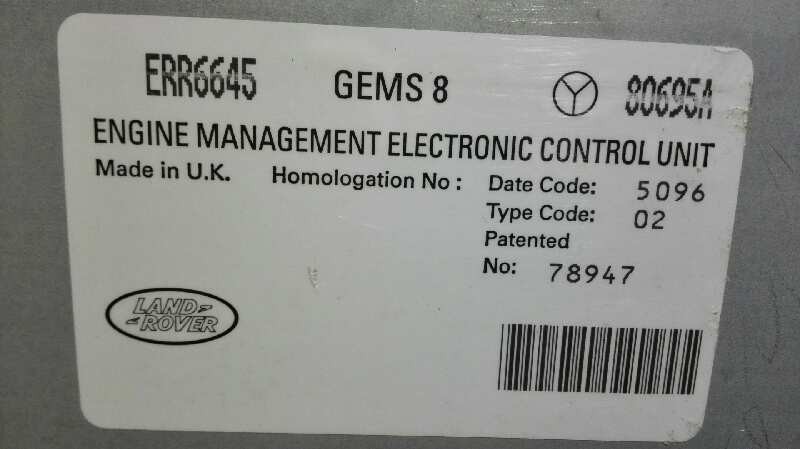 ERR6645 GEMS 8 80695A
ENGINE MANAGEMENT ELECTRONIC CONTROL UNIT
Made in U.K. Homologation No : Date Code: 5096
Type Code: 02
Patented
No: 78947
LAND
ROVER